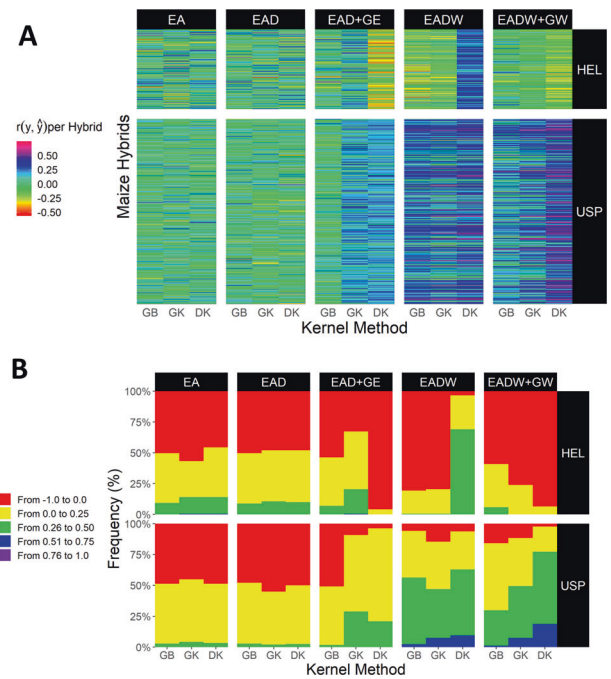 A
EA EAD EAD+GE EADW EADW+GW
HEL
r(y, ŷ)per Hybrid
0.50
0.25
0.00
-0.25
-0.50
Maize Hybrids
USP
GB GK DK GB GK DK GB GK DK GB GK DK GB GK DK
Kernel Method
B
EA EAD EAD+GE EADW EADW+GW
100%
75%
50%
25%
0%
HEL
From -1.0 to 0.0
From 0.0 to 0.25
From 0.26 to 0.50
From 0.51 to 0.75
From 0.76 to 1.0
Frequency (%)
100%
75%
50%
25%
0%
USP
GB GK DK GB GK DK GB GK DK GB GK DK GB GK DK
Kernel Method